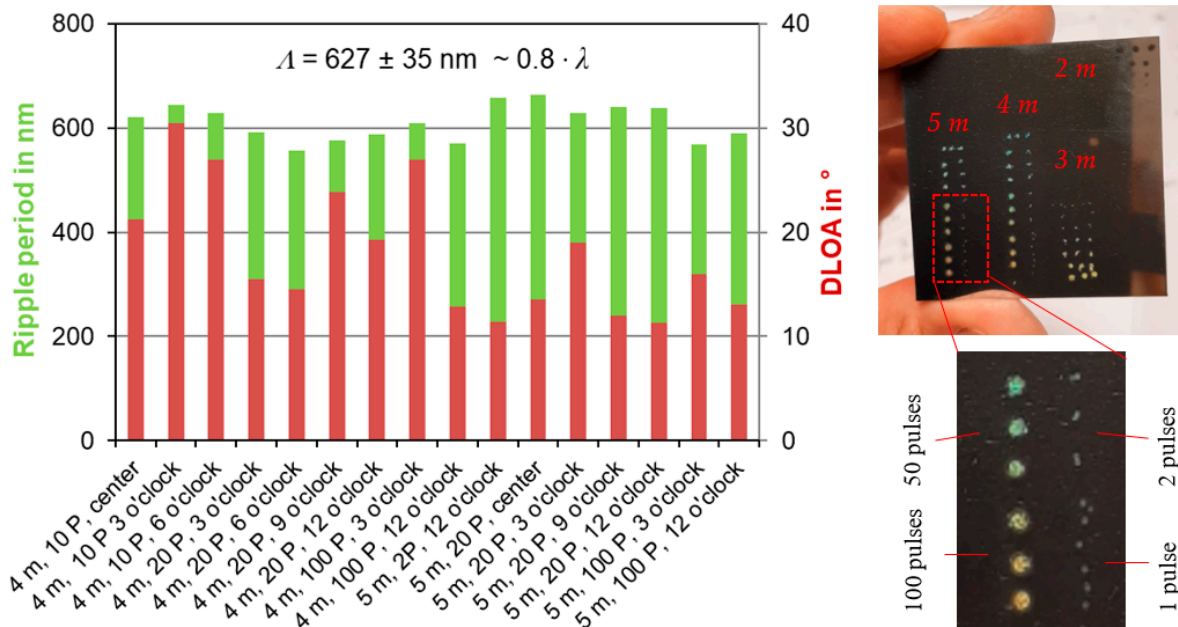 800
600
400
200
0
Ripple period in nm
Λ = 627 ± 35 nm ~ 0.8 · λ
40
30
20
10
0
DLOA in °
4 m, 10 P, center
4 m, 10 P 3 o'clock
4 m, 10 P, 6 o'clock
4 m, 20 P, 3 o'clock
4 m, 20 P, 6 o'clock
4 m, 20 P, 9 o'clock
4 m, 20 P, 12 o'clock
4 m, 100 P, 3 o'clock
4 m, 100 P, 12 o'clock
5 m, 2P, 12 o'clock
5 m, 20 P, center
5 m, 20 P, 3 o'clock
5 m, 20 P, 9 o'clock
5 m, 20 P, 12 o'clock
5 m, 100 P, 3 o'clock
5 m, 100 P, 12 o'clock
2 m
4 m
5 m
3 m
50 pulses
2 pulses
100 pulses
1 pulse